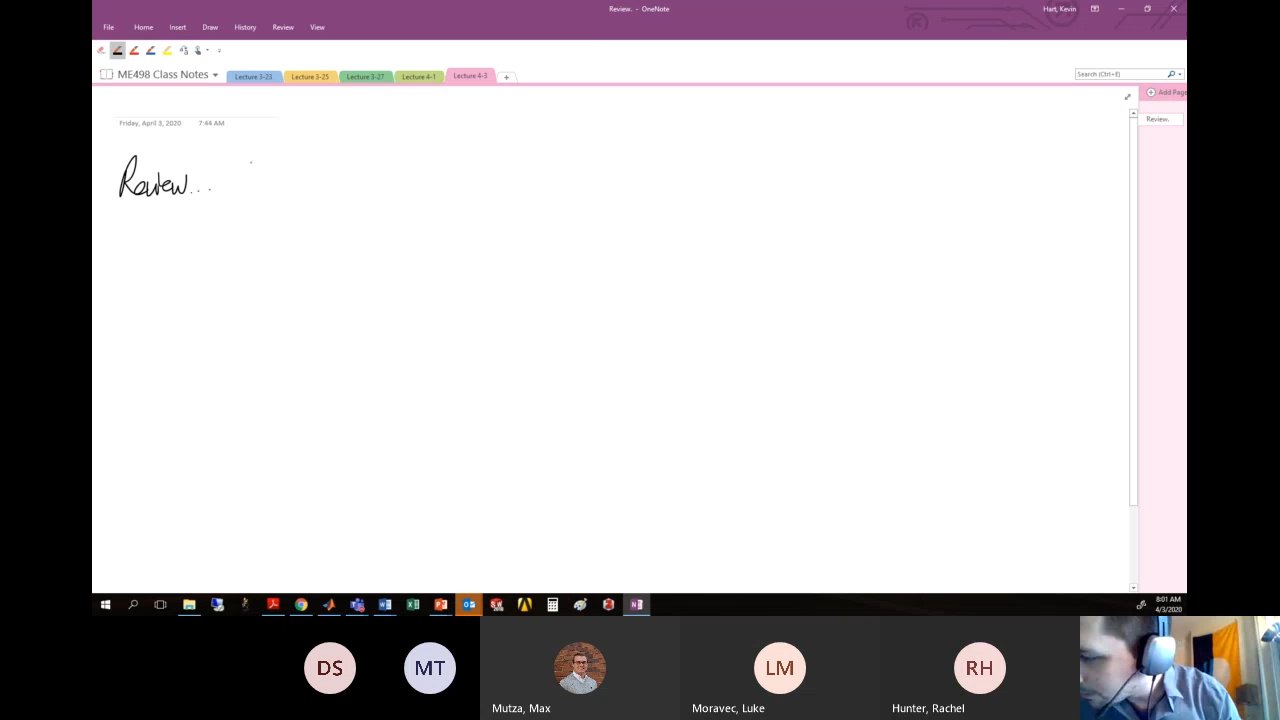 Review. - OneNote
Hart, Kevin
File Home Insert Draw History Review View
ME498 Class Notes
Lecture 3-23 Lecture 3-25 Lecture 3-27 Lecture 4-1 Lecture 4-3
Search (Ctrl+E)
Add Page
Friday, April 3, 2020 7:44 AM
Review.
Review...
8:01 AM
4/3/2020
DS
MT
LM
RH
Mutza, Max
Moravec, Luke
Hunter, Rachel